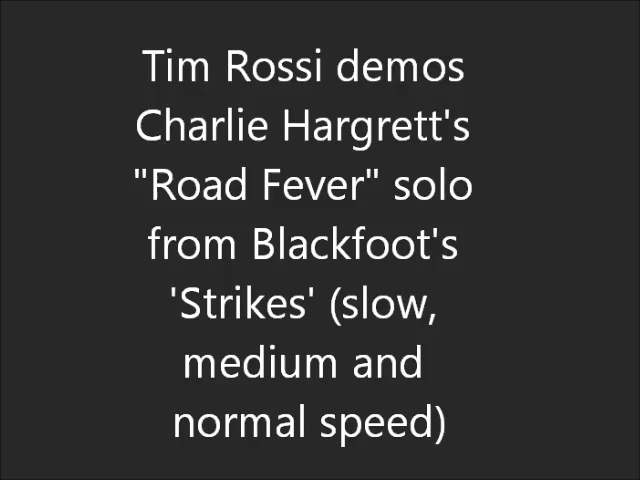 Tim Rossi demos
Charlie Hargrett's
"Road Fever" solo
from Blackfoot's
'Strikes' (slow,
medium and
normal speed)